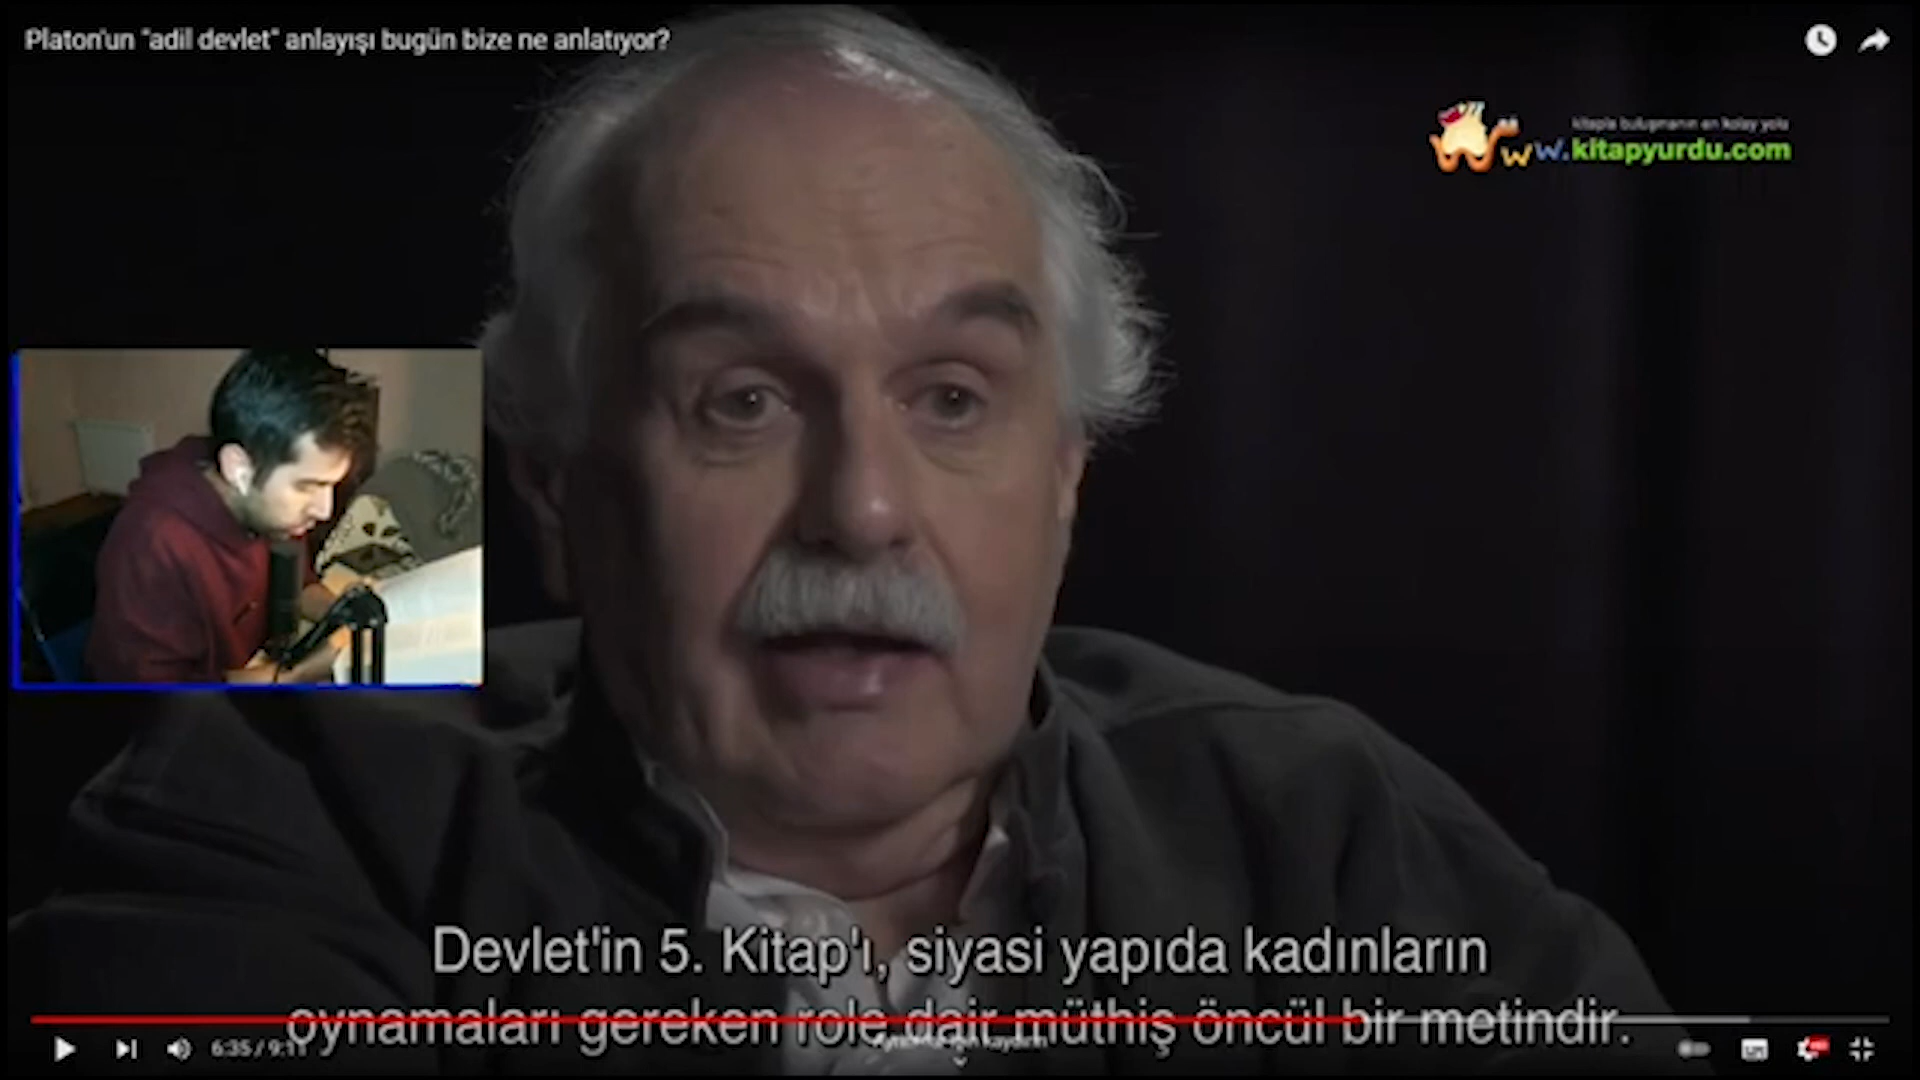 Platon'un "adil devlet" anlayışı bugün bize ne anlatıyor?
kitapla buluşmanın en kolay yolu
www.kitapyurdu.com
Devlet'in 5. Kitap'ı, siyasi yapıda kadınların
oynamaları gereken role dair müthiş öncül bir metindir.
6:35 / 9:11